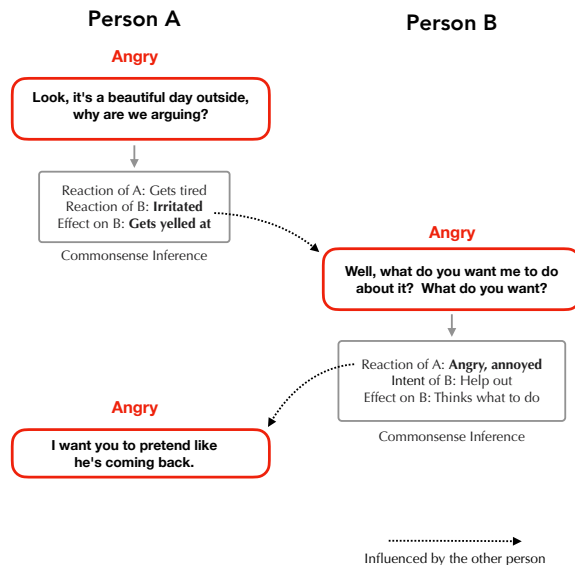 Person A
Person B
Angry
Look, it's a beautiful day outside,
why are we arguing?
Reaction of A: Gets tired
Reaction of B: Irritated
Effect on B: Gets yelled at
Commonsense Inference
Angry
Well, what do you want me to do
about it? What do you want?
Reaction of A: Angry, annoyed
Intent of B: Help out
Effect on B: Thinks what to do
Commonsense Inference
Angry
I want you to pretend like
he's coming back.
Influenced by the other person